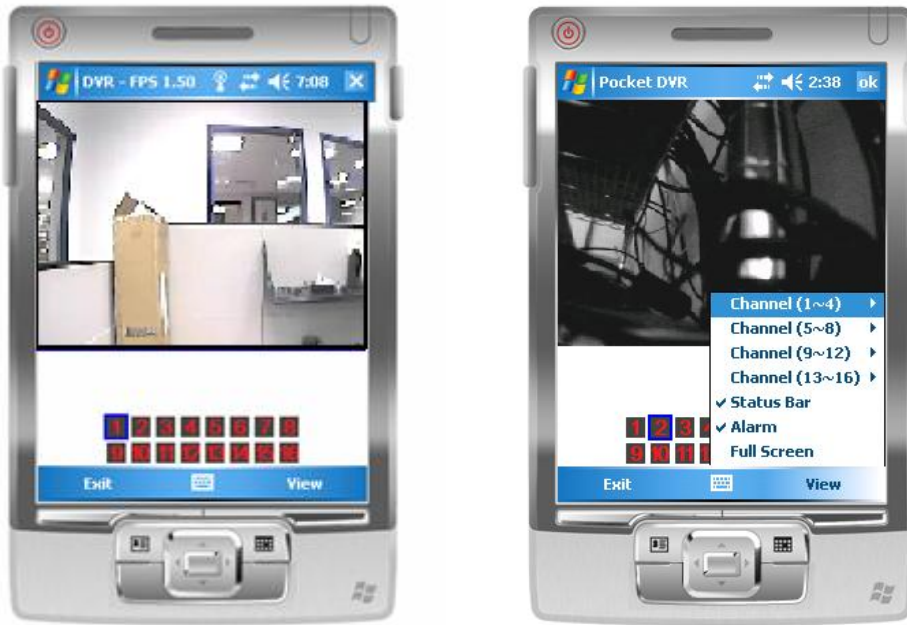 DVR - FPS 1.50 7:08
1 2 3 4 5 6 7 8
9 10 11 12 13 14 15 16
Exit View
Pocket DVR 2:38 ok
Channel (1~4)
Channel (5~8)
Channel (9~12)
Channel (13~16)
Status Bar
Alarm
Full Screen
1 2 3 4
9 10 11
Exit View